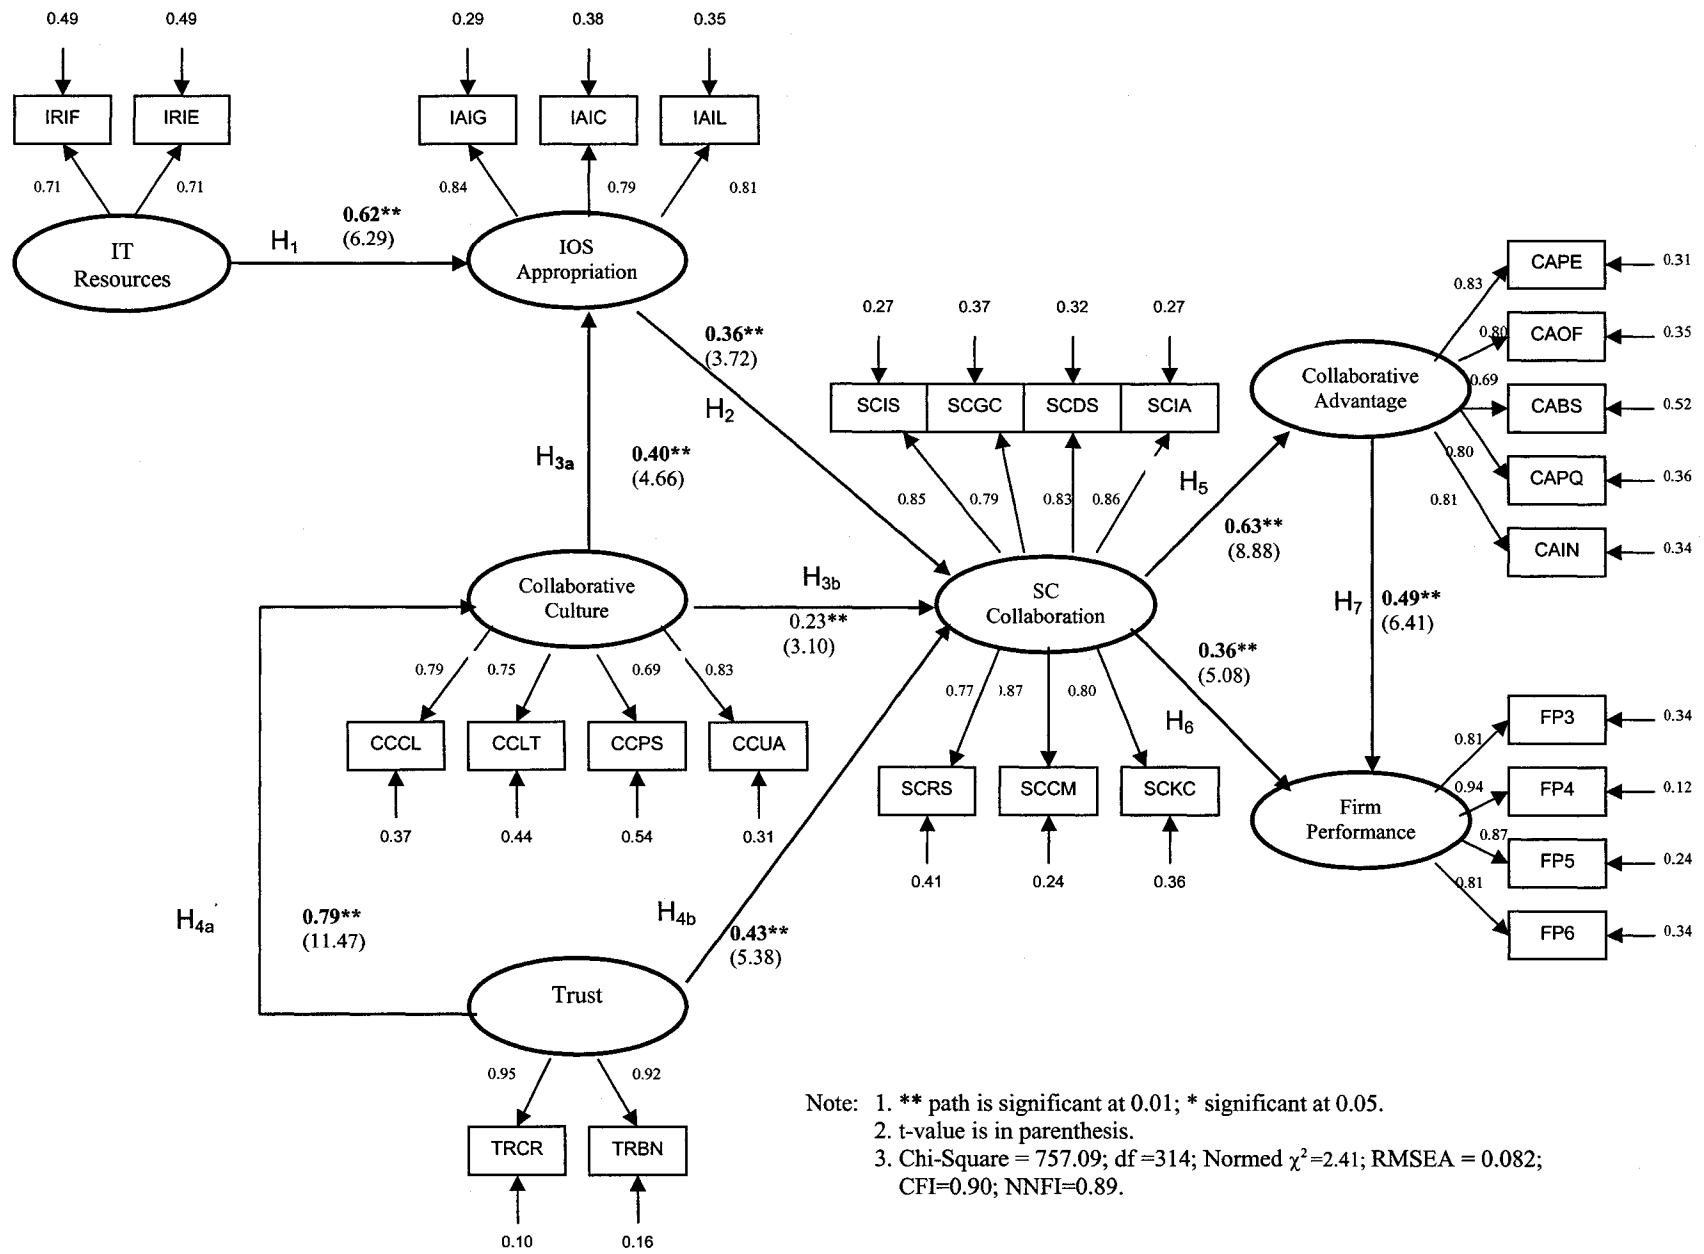 0.49 0.49 0.29 0.38 0.35
IRIF IRIE IAIG IAIC IAIL
0.71 0.71 0.84 0.79 0.81
IT
Resources
H1
0.62**
(6.29)
IOS
Appropriation
0.36**
(3.72)
H2
H3a
0.40**
(4.66)
0.27 0.37 0.32 0.27
SCIS SCGC SCDS SCIA
0.85 0.79 0.83 0.86
Collaborative
Advantage
0.83 CAPE 0.31
0.80 CAOF 0.35
0.69 CABS 0.52
0.80 CAPQ 0.36
0.81 CAIN 0.34
H5
0.63**
(8.88)
Collaborative
Culture
H3b
0.23**
(3.10)
SC
Collaboration
H7
0.49**
(6.41)
0.79 0.75 0.69 0.83
CCCL CCLT CCPS CCUA
0.37 0.44 0.54 0.31
0.77 .87 0.80
SCRS SCCM SCKC
0.41 0.24 0.36
0.36**
(5.08)
H6
Firm
Performance
0.81 FP3 0.34
0.94 FP4 0.12
0.87 FP5 0.24
0.81 FP6 0.34
H4a
0.79**
(11.47)
H4b
0.43**
(5.38)
Trust
0.95 0.92
TRCR TRBN
0.10 0.16
Note: 1. ** path is significant at 0.01; * significant at 0.05.
2. t-value is in parenthesis.
3. Chi-Square = 757.09; df =314; Normed χ²=2.41; RMSEA = 0.082;
CFI=0.90; NNFI=0.89.